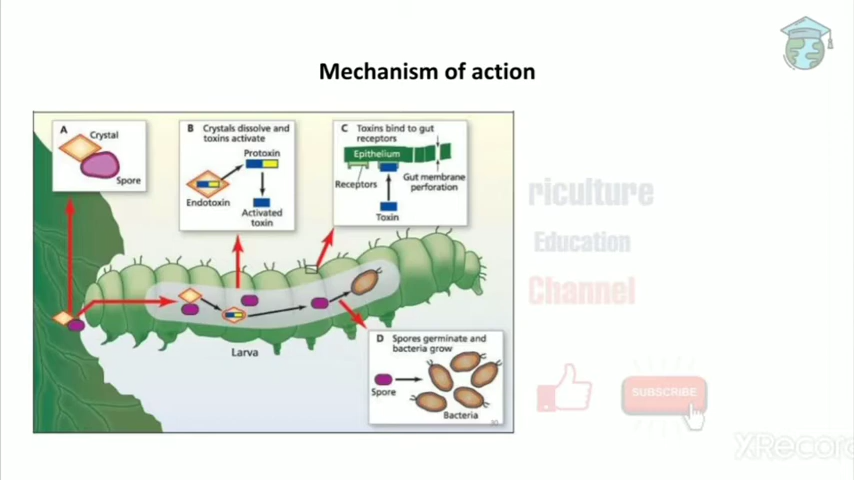 Mechanism of action
A
Crystal
Spore
B Crystals dissolve and
toxins activate
Protoxin
Endotoxin
Activated
toxin
C Toxins bind to gut
receptors
Epithelium
Receptors
Gut membrane
perforation
Toxin
Larva
D Spores germinate and
bacteria grow
Spore
Bacteria
riculture
Education
Channel
SUBSCRIBE
XRecord